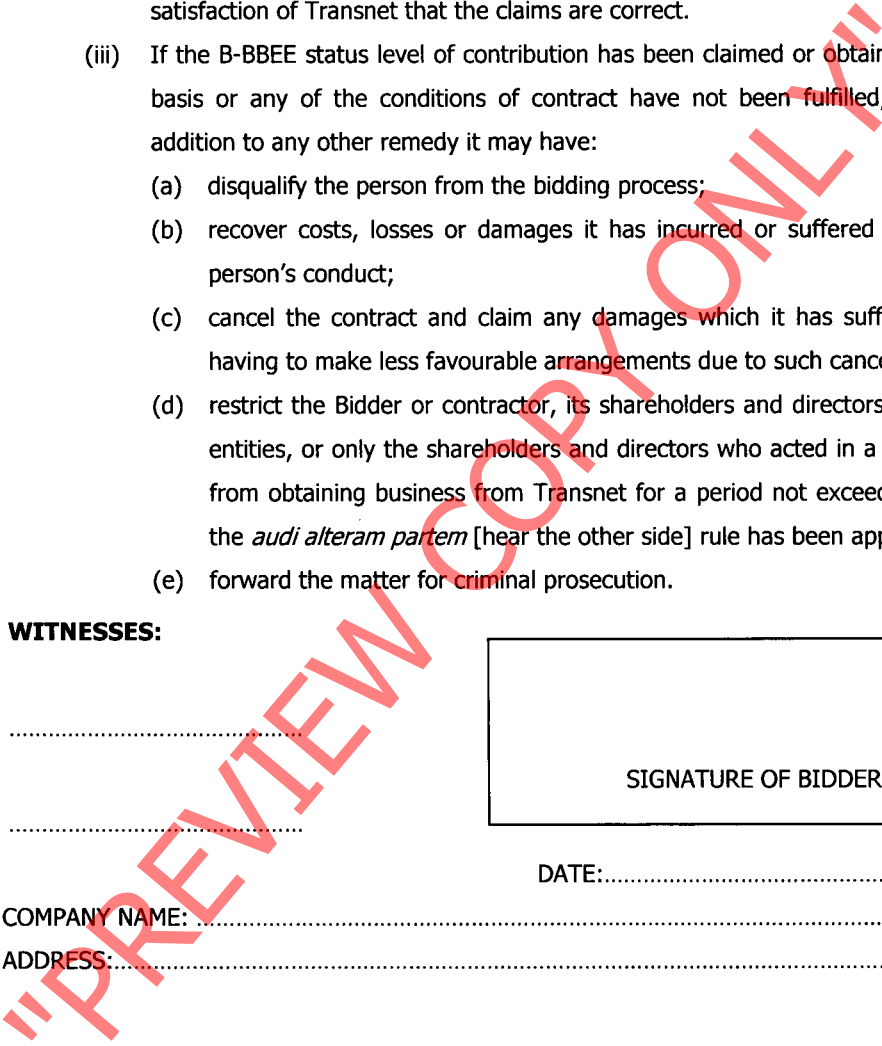 satisfaction of Transnet that the claims are correct.
(iii) If the B-BBEE status level of contribution has been claimed or obtain
basis or any of the conditions of contract have not been fulfilled,
addition to any other remedy it may have:
(a) disqualify the person from the bidding process;
(b) recover costs, losses or damages it has incurred or suffered
person's conduct;
(c) cancel the contract and claim any damages which it has suff
having to make less favourable arrangements due to such cance
(d) restrict the Bidder or contractor, its shareholders and directors
entities, or only the shareholders and directors who acted in a
from obtaining business from Transnet for a period not exceed
the audi alteram partem [hear the other side] rule has been app
(e) forward the matter for criminal prosecution.
WITNESSES:
.............................................
SIGNATURE OF BIDDER
.............................................
DATE:...........................................
COMPANY NAME: ...........................................................................................................
ADDRESS:.......................................................................................................................
"PREVIEW COPY ONLY"